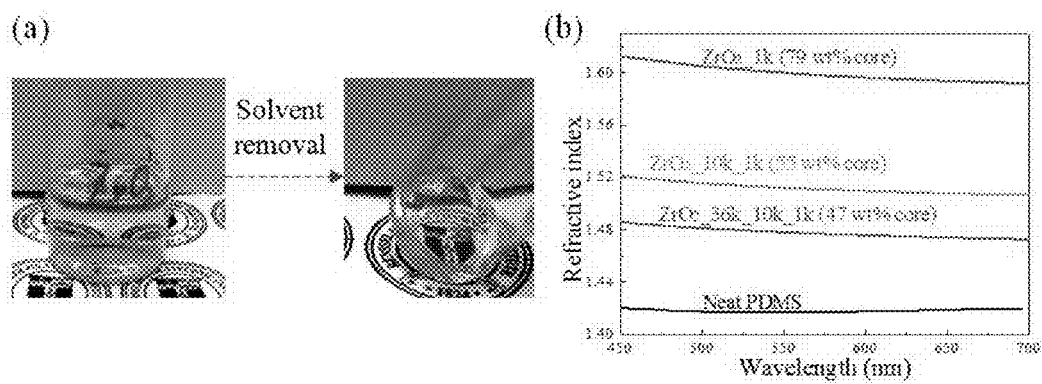 (a)
Solvent
removal
(b)
Refractive index
1.60
1.56
1.52
1.48
1.44
1.40
ZrO₂_1k (79 wt% core)
ZrO₂_10k_1k wt% core)
ZrO₂_36k_10k_1k (47 wt% core)
Neat PDMS
450 500 550 600 650 700
Wavelength (nm)